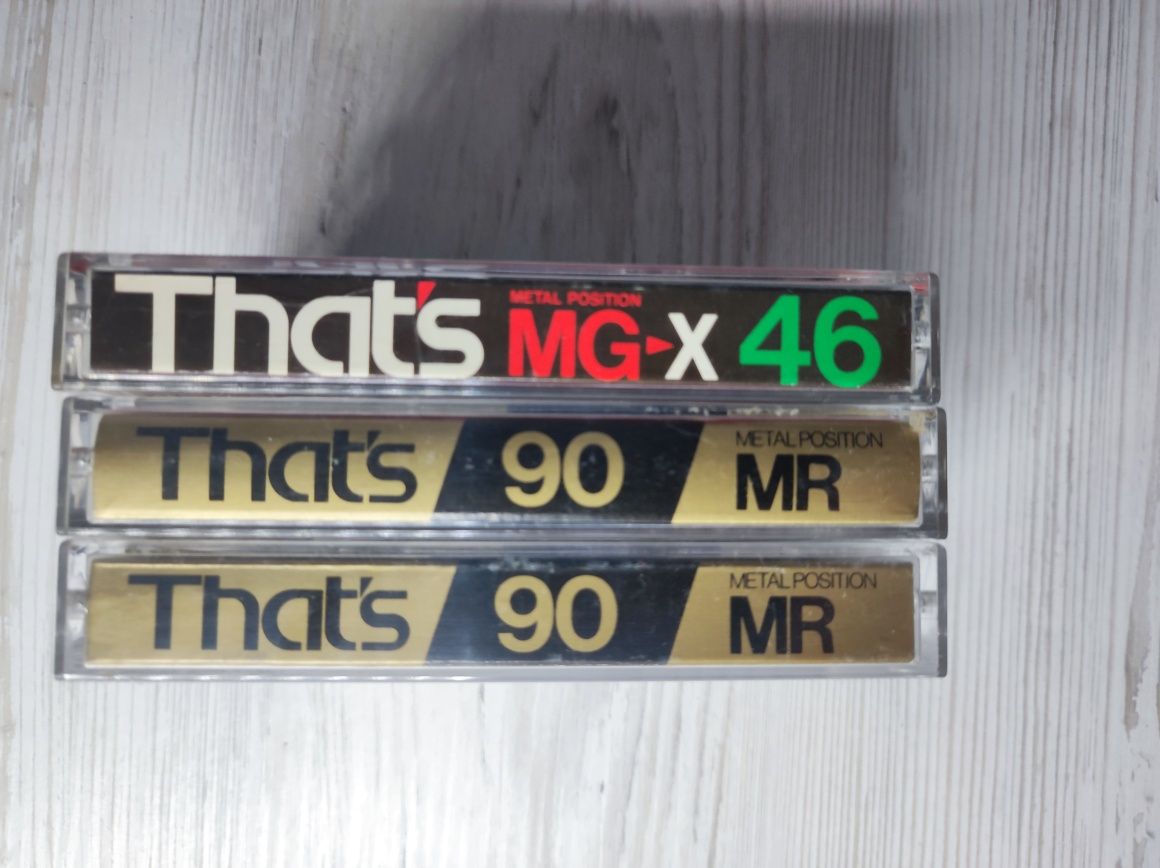 That's METAL POSITION MG►X 46
That's 90 METAL POSITION MR
That's 90 METAL POSITION MR